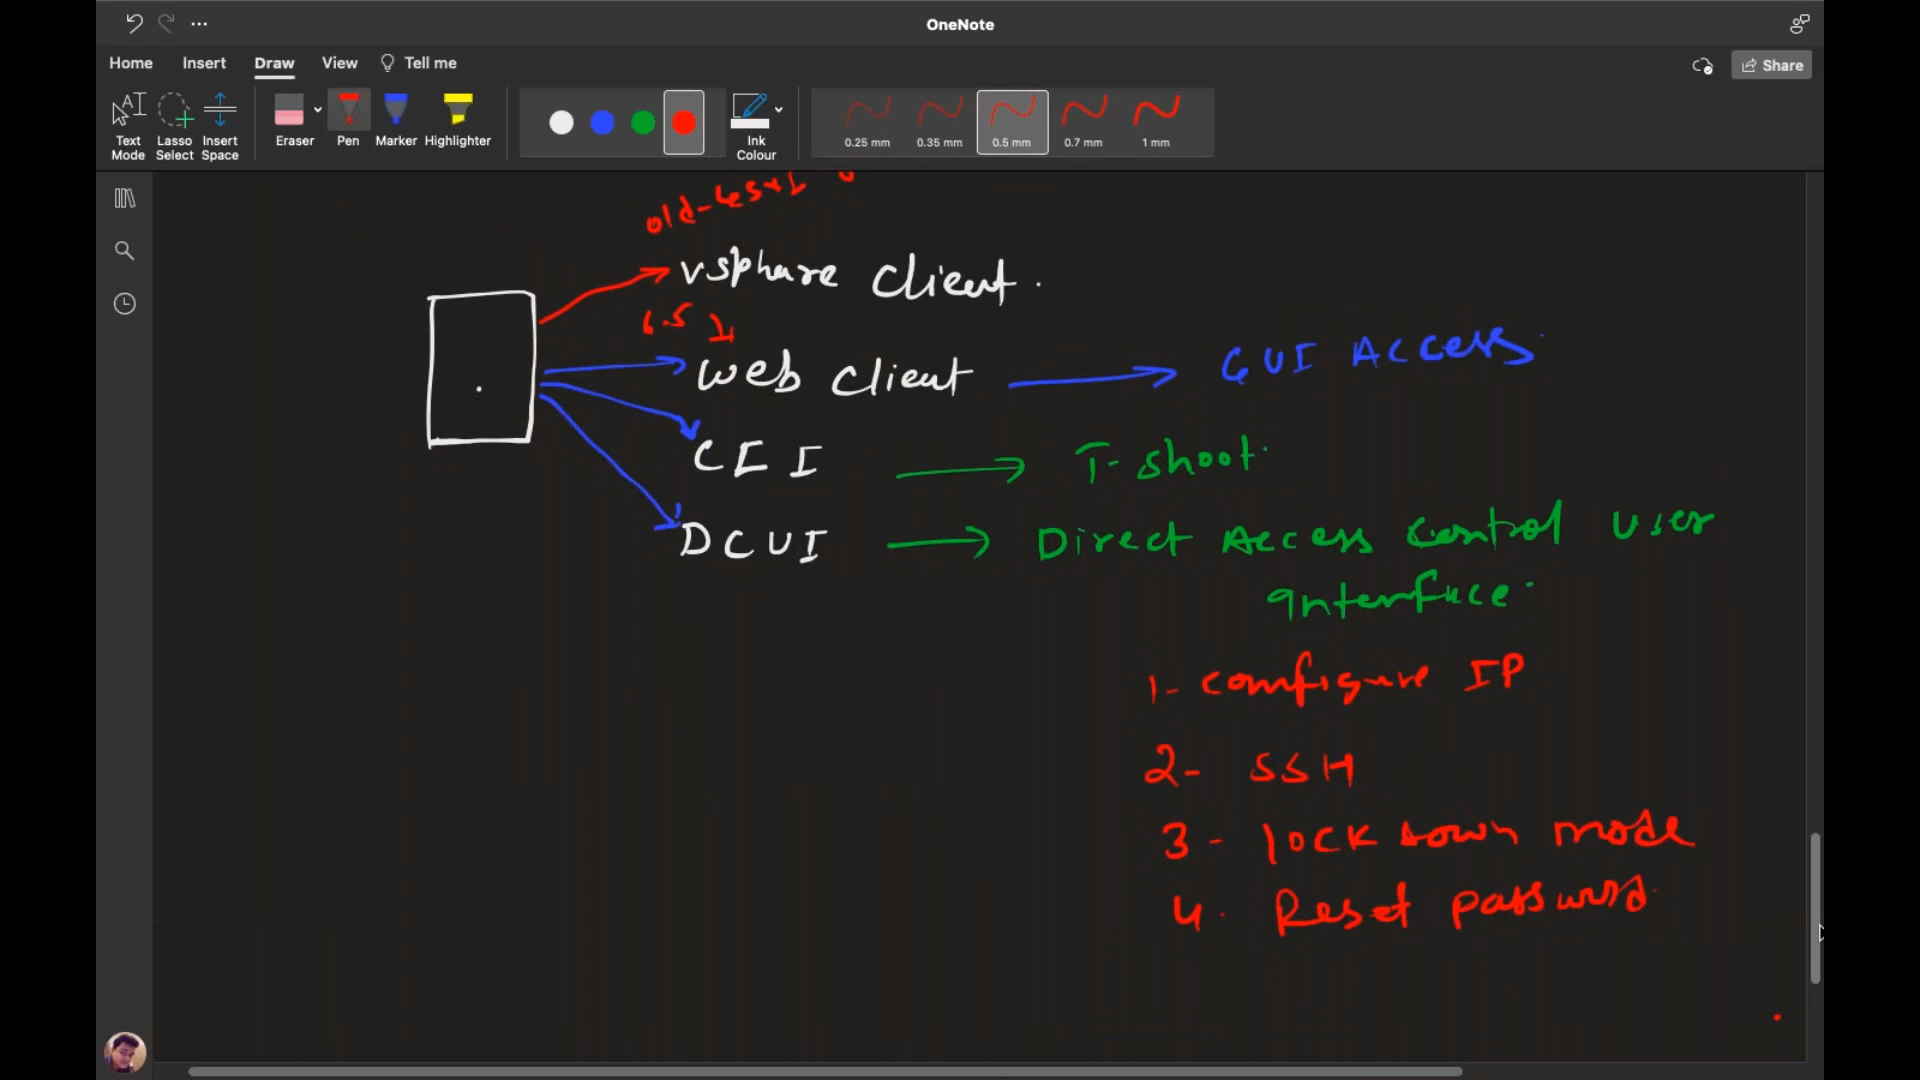 OneNote
Home Insert Draw View Tell me
Share
Text Mode
Lasso Select
Insert Space
Eraser
Pen
Marker
Highlighter
Ink Colour
0.25 mm
0.35 mm
0.5 mm
0.7 mm
1 mm
old-
vsphare client.
6.5
web client GUI Access.
CLI T-shoot.
DCUI Direct Access Control User
interface.
1- configure IP
2- SSH
3- lock down mode
4. Reset password.